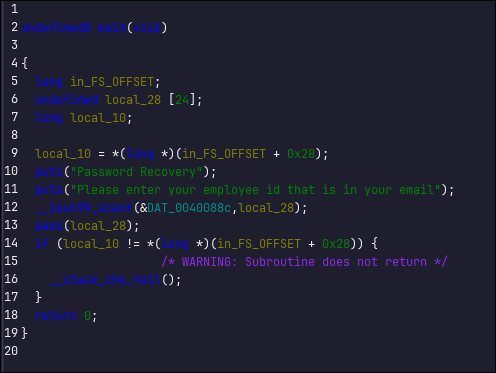 1
2 undefined8 main(void)
3
4 {
5 long in_FS_OFFSET;
6 undefined local_28 [24];
7 long local_10;
8
9 local_10 = *(long *)(in_FS_OFFSET + 0x28);
10 puts("Password Recovery");
11 puts("Please enter your employee id that is in your email");
12 __isoc99_scanf(&DAT_0040088c,local_28);
13 pass(local_28);
14 if (local_10 != *(long *)(in_FS_OFFSET + 0x28)) {
15 /* WARNING: Subroutine does not return */
16 __stack_chk_fail();
17 }
18 return 0;
19 }
20